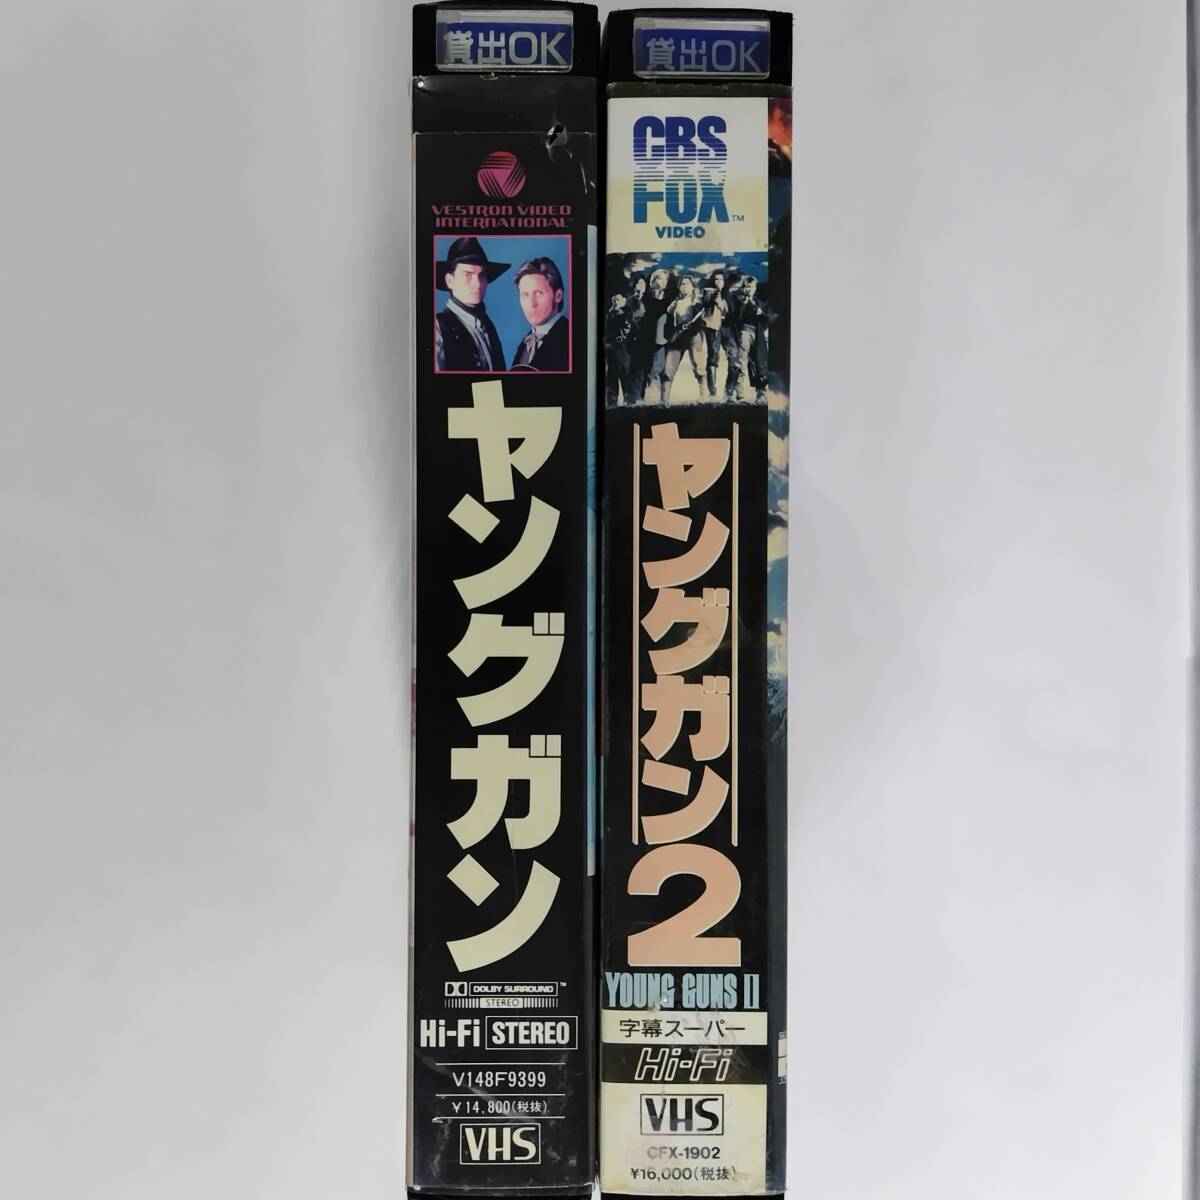 貸出OK
VESTRON VIDEO
INTERNATIONAL
ヤングガン
DOLBY SURROUND
STEREO
Hi-Fi STEREO
V148F9399
¥14,800(税抜)
VHS
貸出OK
CBS
FOX
VIDEO
ヤングガン2
YOUNG GUNS II
字幕スーパー
Hi-Fi
VHS
CFX-1902
¥16,000(税抜)